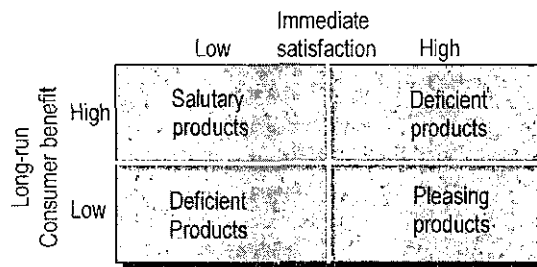 Immediate
Low satisfaction High
Long-run
Consumer benefit
High
Salutary
products
Deficient'
products
Low
Deficient
Products
Pleasing
products